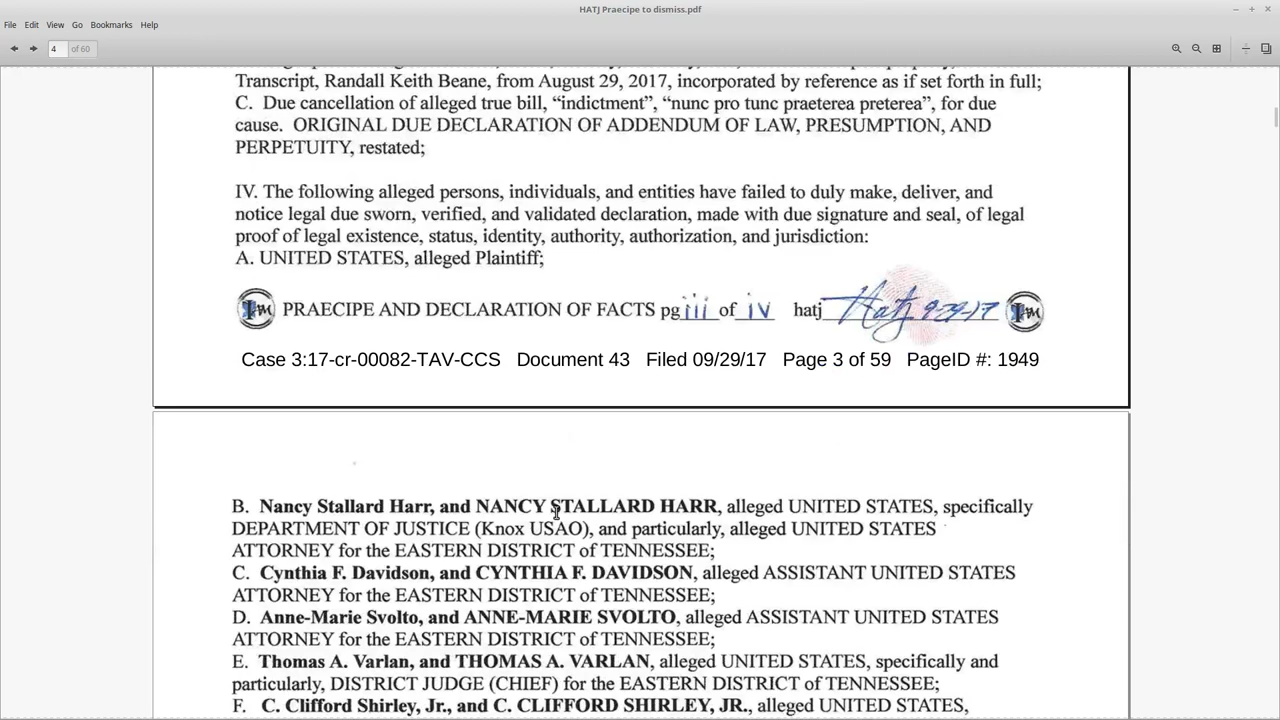 HATJ Praecipe to dismiss.pdf
File Edit View Go Bookmarks Help
4 of 60
Transcript, Randall Keith Beane, from August 29, 2017, incorporated by reference as if set forth in full;
C. Due cancellation of alleged true bill, “indictment”, “nunc pro tunc praeterea preterea”, for due
cause. ORIGINAL DUE DECLARATION OF ADDENDUM OF LAW, PRESUMPTION, AND
PERPETUITY, restated;
IV. The following alleged persons, individuals, and entities have failed to duly make, deliver, and
notice legal due sworn, verified, and validated declaration, made with due signature and seal, of legal
proof of legal existence, status, identity, authority, authorization, and jurisdiction:
A. UNITED STATES, alleged Plaintiff;
PRAECIPE AND DECLARATION OF FACTS pg iii of iv hatj Hatj 9-29-17
Case 3:17-cr-00082-TAV-CCS Document 43 Filed 09/29/17 Page 3 of 59 PageID #: 1949
B. Nancy Stallard Harr, and NANCY STALLARD HARR, alleged UNITED STATES, specifically
DEPARTMENT OF JUSTICE (Knox USAO), and particularly, alleged UNITED STATES
ATTORNEY for the EASTERN DISTRICT of TENNESSEE;
C. Cynthia F. Davidson, and CYNTHIA F. DAVIDSON, alleged ASSISTANT UNITED STATES
ATTORNEY for the EASTERN DISTRICT of TENNESSEE;
D. Anne-Marie Svolto, and ANNE-MARIE SVOLTO, alleged ASSISTANT UNITED STATES
ATTORNEY for the EASTERN DISTRICT of TENNESSEE;
E. Thomas A. Varlan, and THOMAS A. VARLAN, alleged UNITED STATES, specifically and
particularly, DISTRICT JUDGE (CHIEF) for the EASTERN DISTRICT of TENNESSEE;
F. C. Clifford Shirley, Jr., and C. CLIFFORD SHIRLEY, JR., alleged UNITED STATES,